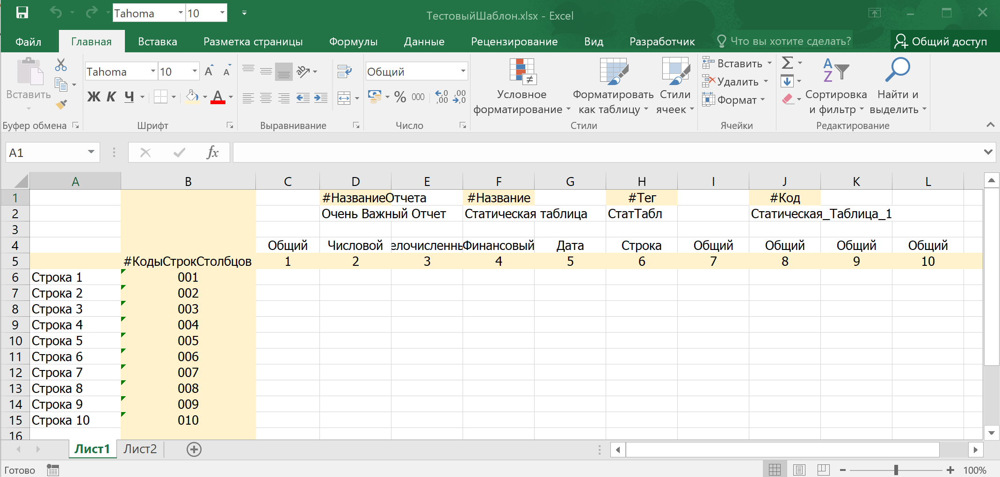 Tahoma 10 ТестовыйШаблон.xlsx - Excel
Файл Главная Вставка Разметка страницы Формулы Данные Рецензирование Вид Разработчик Что вы хотите сделать? Общий доступ
Вставить
Tahoma 10
Ж К Ч А
Общий
% 000
Условное форматирование
Форматировать как таблицу
Стили ячеек
Вставить
Удалить
Формат
Сортировка и фильтр
Найти и выделить
Буфер обмена Шрифт Выравнивание Число Стили Ячейки Редактирование
A1 fx
A B C D E F G H I J K L
1 #НазваниеОтчета #Название #Тег #Код
2 Очень Важный Отчет Статическая таблица СтатТабл Статическая_Таблица_1
3
4 Общий Числовой елочисленнь Финансовый Дата Строка Общий Общий Общий Общий
5 #КодыСтрокСтолбцов 1 2 3 4 5 6 7 8 9 10
6 Строка 1 001
7 Строка 2 002
8 Строка 3 003
9 Строка 4 004
10 Строка 5 005
11 Строка 6 006
12 Строка 7 007
13 Строка 8 008
14 Строка 9 009
15 Строка 10 010
16
Лист1 Лист2
Готово 100%